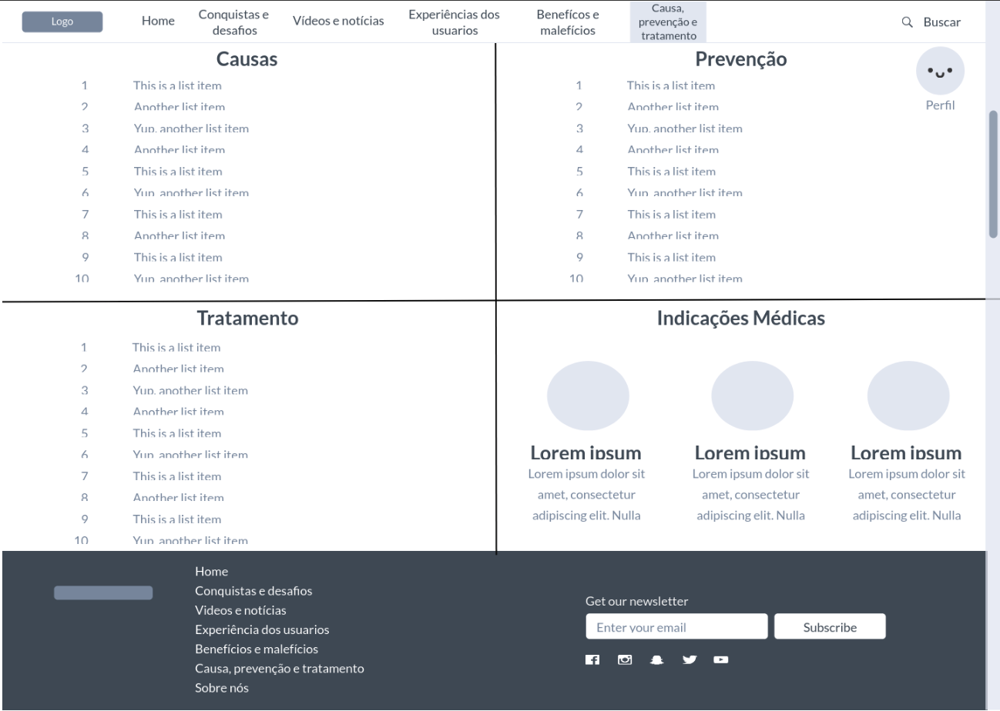 Logo
Home
Conquistas e
desafios
Vídeos e notícias
Experiências dos
usuarios
Benefícos e
malefícios
Causa,
prevenção e
tratamento
Buscar
Perfil
Causas
1 This is a list item
2 Another list item
3 Yup, another list item
4 Another list item
5 This is a list item
6 Yup, another list item
7 This is a list item
8 Another list item
9 This is a list item
10 Yup, another list item
Prevenção
1 This is a list item
2 Another list item
3 Yup, another list item
4 Another list item
5 This is a list item
6 Yup, another list item
7 This is a list item
8 Another list item
9 This is a list item
10 Yup, another list item
Tratamento
1 This is a list item
2 Another list item
3 Yup, another list item
4 Another list item
5 This is a list item
6 Yup, another list item
7 This is a list item
8 Another list item
9 This is a list item
10 Yup, another list item
Indicações Médicas
Lorem ipsum
Lorem ipsum dolor sit
amet, consectetur
adipiscing elit. Nulla
Lorem ipsum
Lorem ipsum dolor sit
amet, consectetur
adipiscing elit. Nulla
Lorem ipsum
Lorem ipsum dolor sit
amet, consectetur
adipiscing elit. Nulla
Home
Conquistas e desafios
Videos e notícias
Experiência dos usuarios
Benefícios e malefícios
Causa, prevenção e tratamento
Sobre nós
Get our newsletter
Enter your email
Subscribe